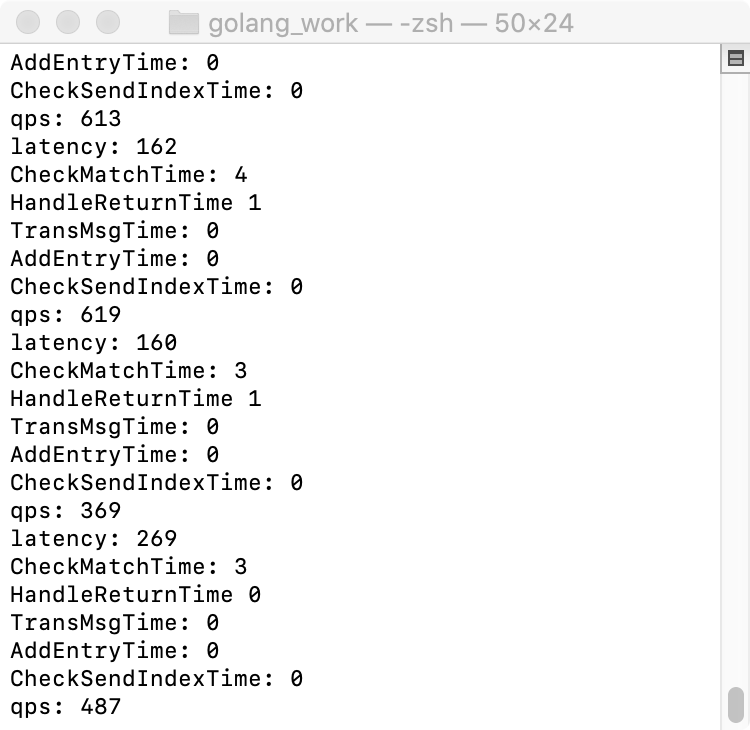 golang_work — -zsh — 50×24
AddEntryTime: 0
CheckSendIndexTime: 0
qps: 613
latency: 162
CheckMatchTime: 4
HandleReturnTime 1
TransMsgTime: 0
AddEntryTime: 0
CheckSendIndexTime: 0
qps: 619
latency: 160
CheckMatchTime: 3
HandleReturnTime 1
TransMsgTime: 0
AddEntryTime: 0
CheckSendIndexTime: 0
qps: 369
latency: 269
CheckMatchTime: 3
HandleReturnTime 0
TransMsgTime: 0
AddEntryTime: 0
CheckSendIndexTime: 0
qps: 487